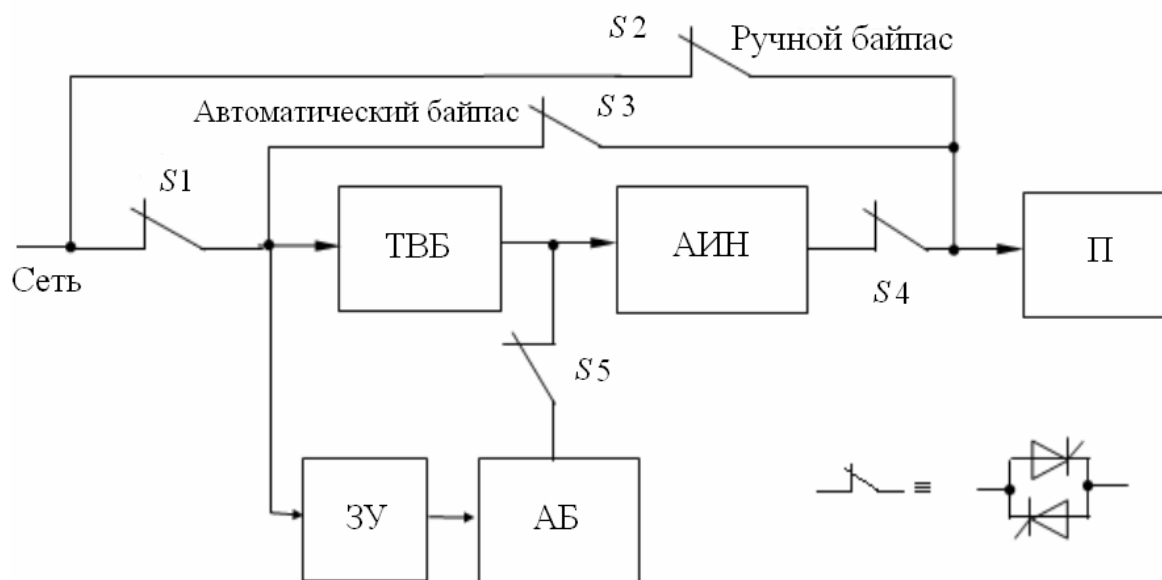 S2
Ручной байпас
Автоматический байпас
S3
S1
Сеть
ТВБ
АИН
S4
П
S5
ЗУ
АБ
≡